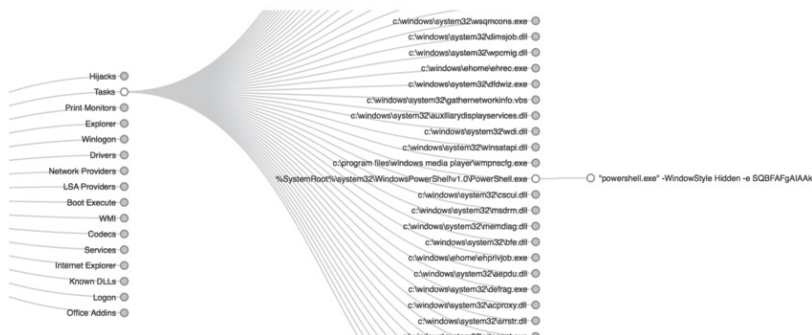 Hijacks
Tasks
Print Monitors
Explorer
Winlogon
Drivers
Network Providers
LSA Providers
Boot Execute
WMI
Codecs
Services
Internet Explorer
Known DLLs
Logon
Office Addins
c:\windows\system32\wsqmcons.exe
c:\windows\system32\dimsjob.dll
c:\windows\system32\wpcmig.dll
c:\windows\ehome\ehrec.exe
c:\windows\system32\dfdwiz.exe
c:\windows\system32\gathernetworkinfo.vbs
c:\windows\system32\auxiliarydisplayservices.dll
c:\windows\system32\wdi.dll
c:\windows\system32\winsatapi.dll
c:\program files\windows media player\wmpnscfg.exe
%SystemRoot%\system32\WindowsPowerShell\v1.0\PowerShell.exe
"powershell.exe" -WindowStyle Hidden -e SQBFAFgAIAAk
c:\windows\system32\cscui.dll
c:\windows\system32\msdrm.dll
c:\windows\system32\memdiag.dll
c:\windows\system32\bfe.dll
c:\windows\ehome\ehprivjob.exe
c:\windows\system32\aepdu.dll
c:\windows\system32\defrag.exe
c:\windows\system32\acproxy.dll
c:\windows\system32\srrstr.dll